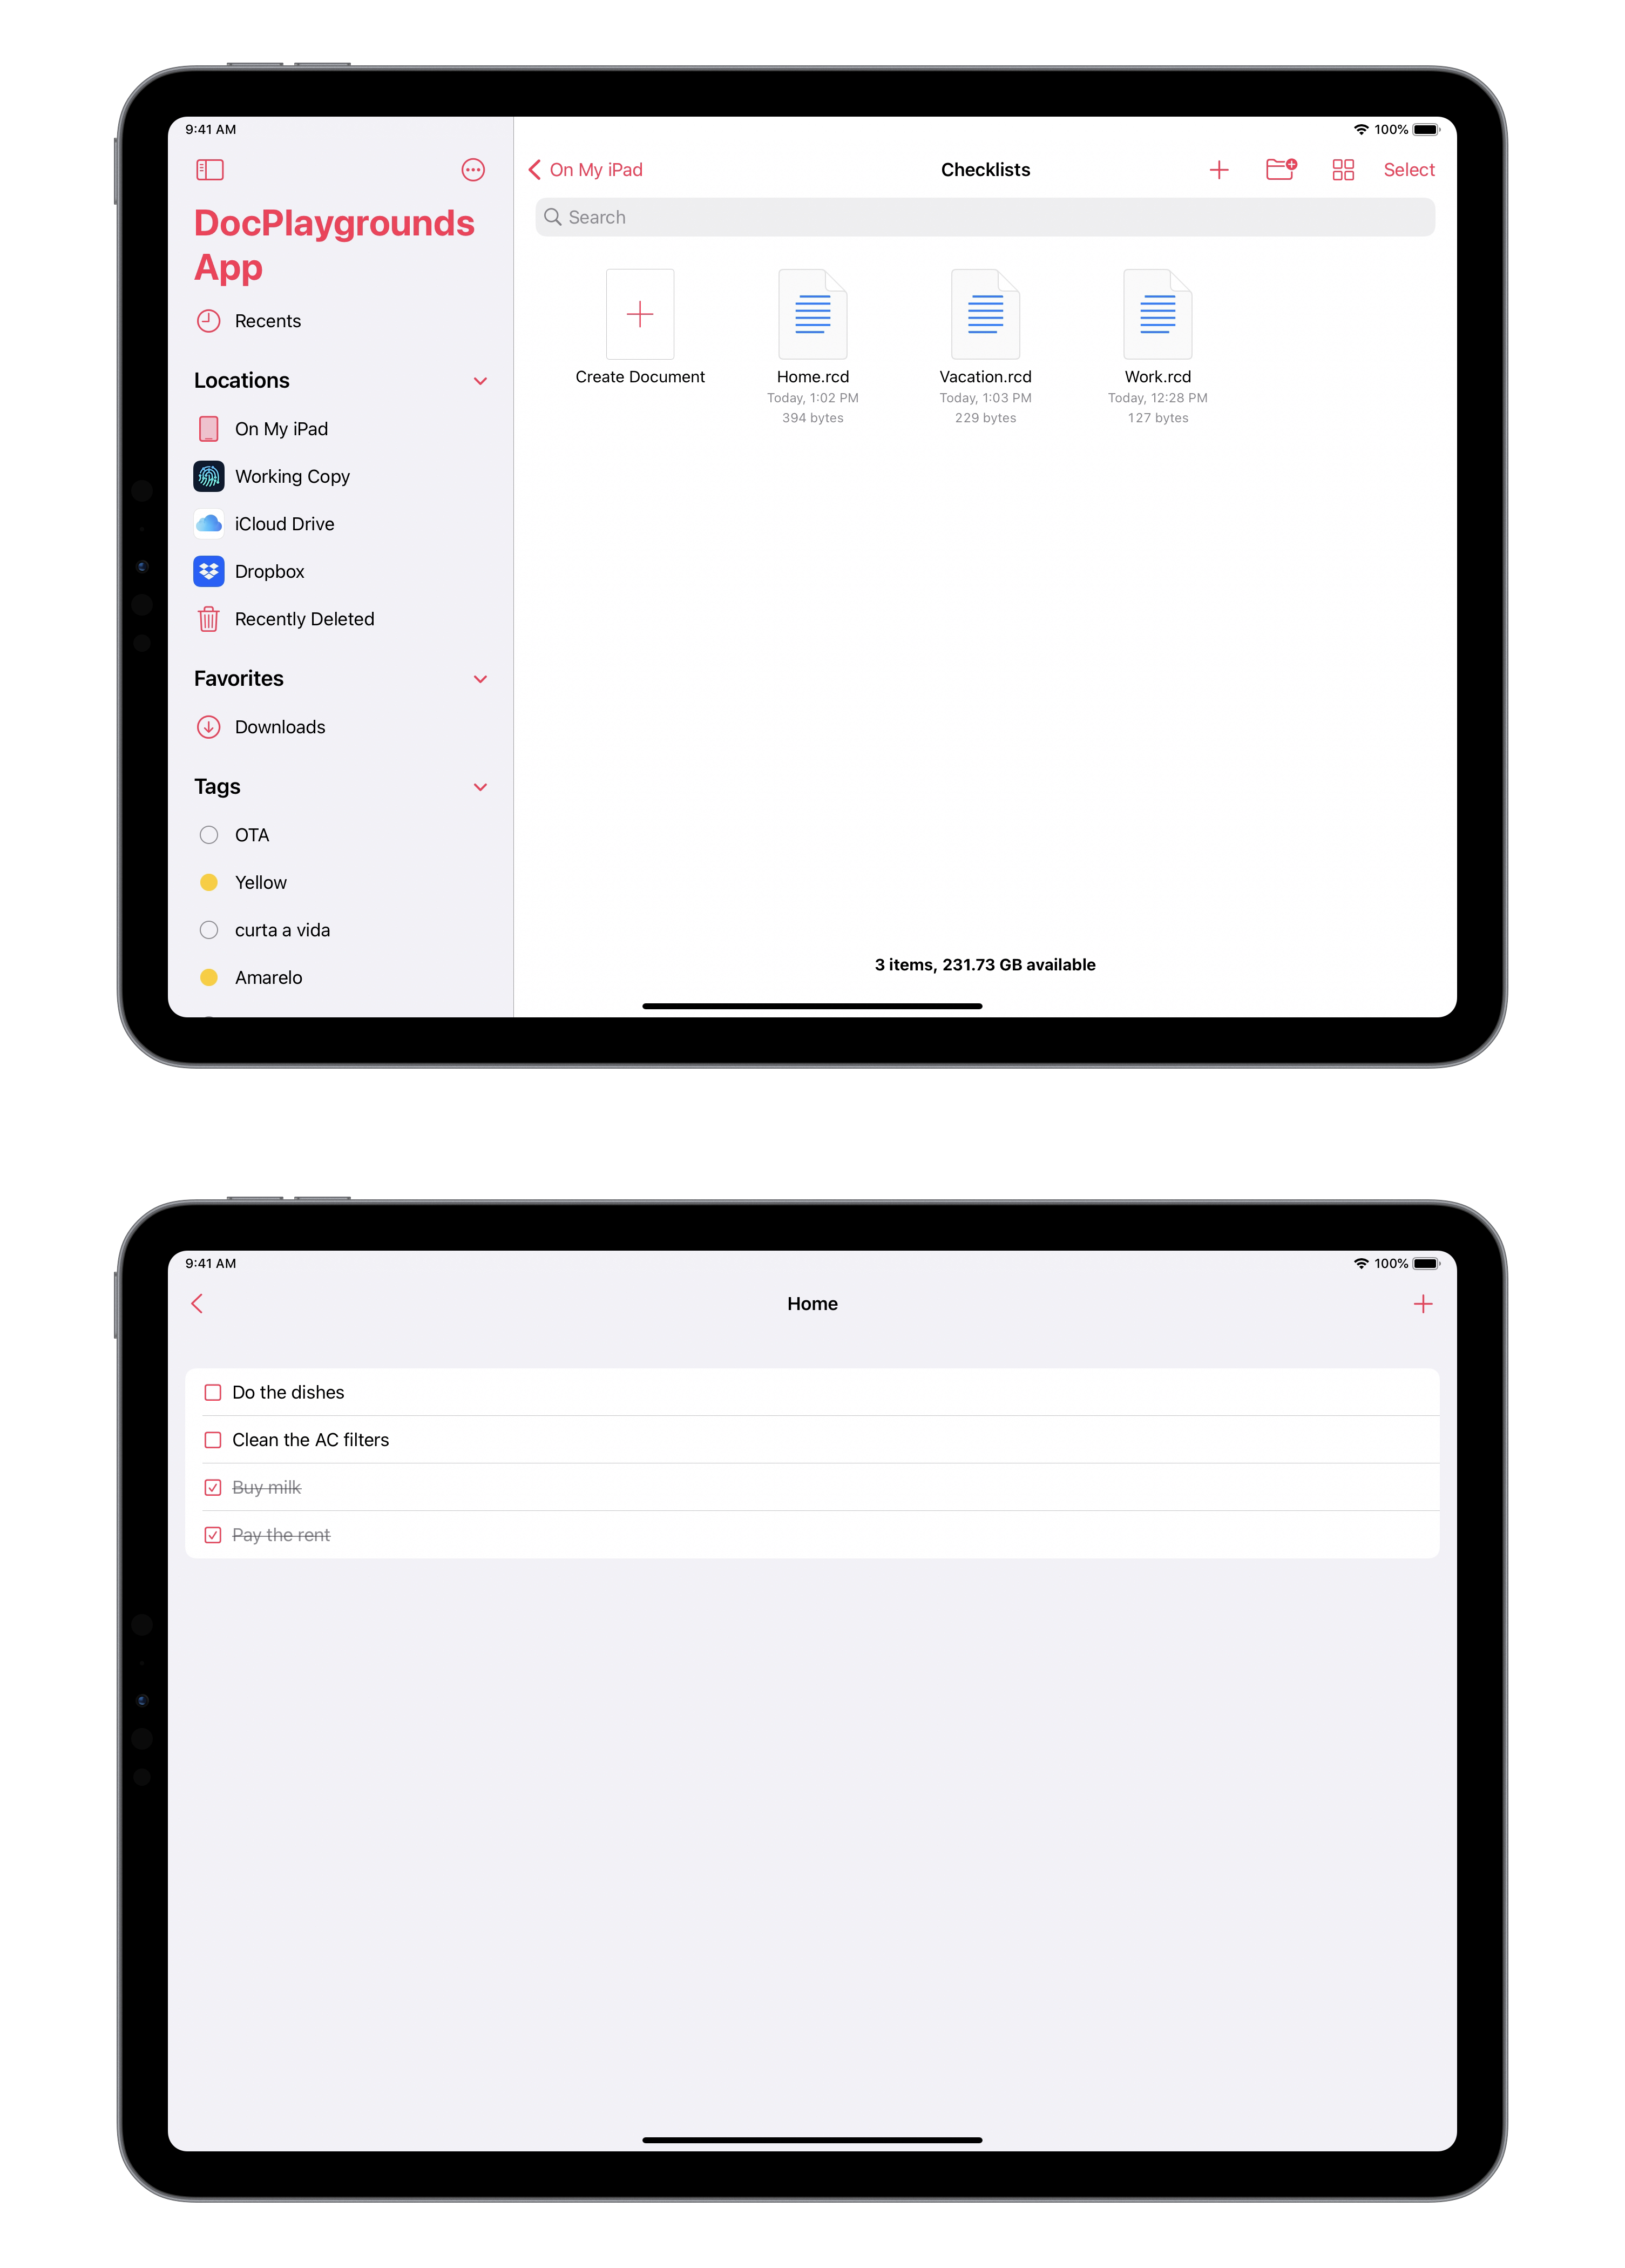 9:41 AM
100%
DocPlaygrounds
App
Recents
Locations
On My iPad
Working Copy
iCloud Drive
Dropbox
Recently Deleted
Favorites
Downloads
Tags
OTA
Yellow
curta a vida
Amarelo
On My iPad
Checklists
Select
Search
Create Document
Home.rcd
Today, 1:02 PM
394 bytes
Vacation.rcd
Today, 1:03 PM
229 bytes
Work.rcd
Today, 12:28 PM
127 bytes
3 items, 231.73 GB available
9:41 AM
100%
Home
Do the dishes
Clean the AC filters
Buy milk
Pay the rent